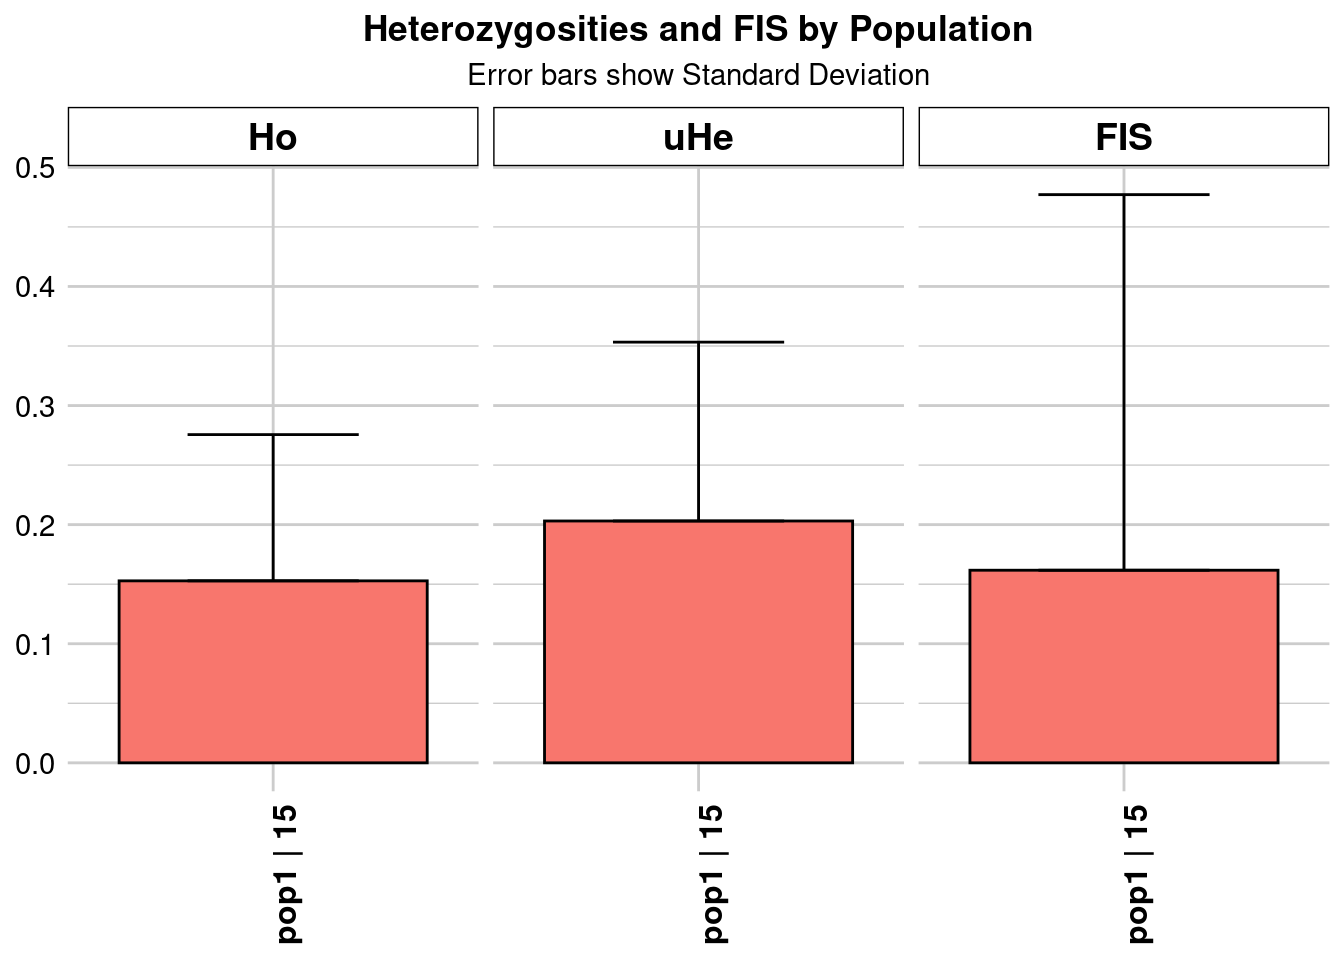 Heterozygosities and FIS by Population
Error bars show Standard Deviation
Ho
uHe
FIS
0.5
0.4
0.3
0.2
0.1
0.0
pop1 | 15
pop1 | 15
pop1 | 15